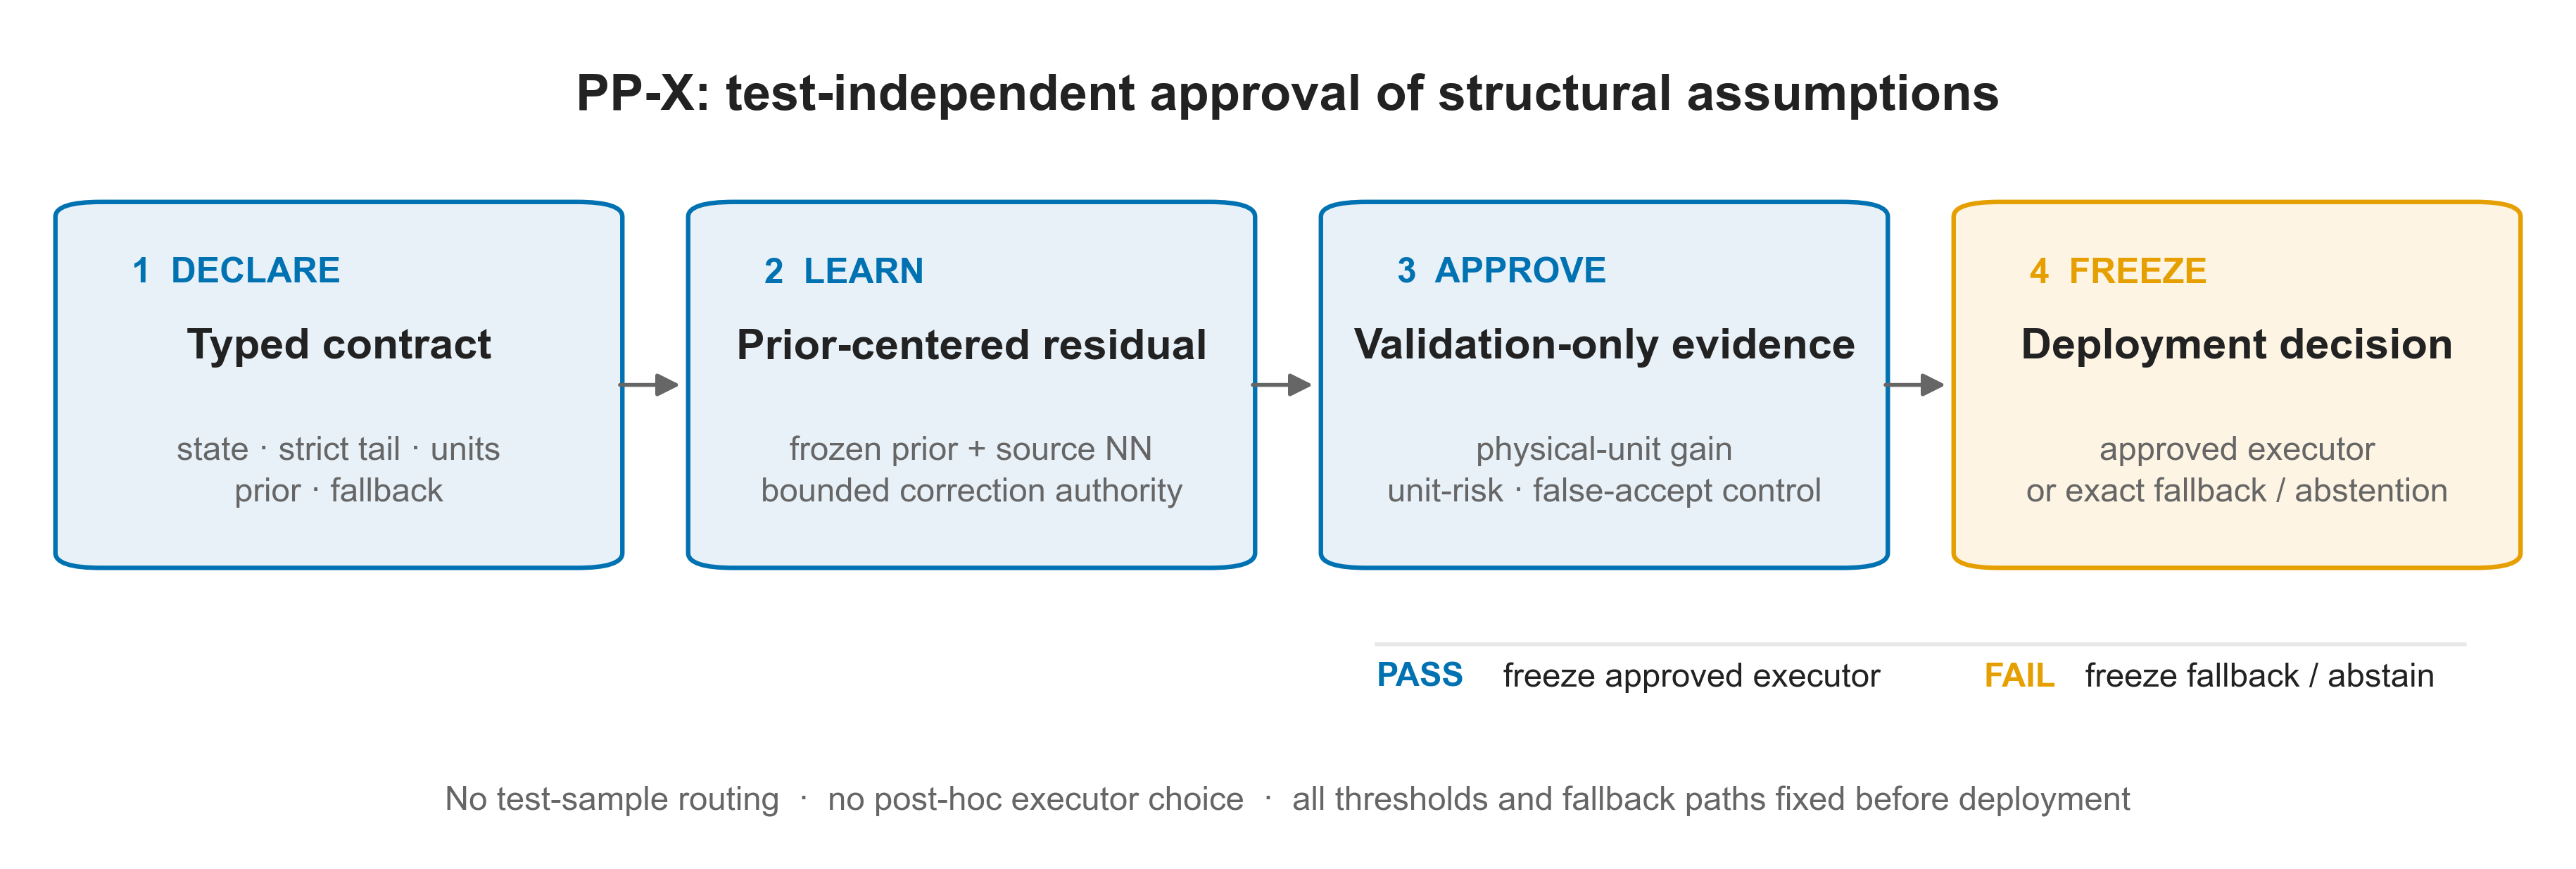 PP-X: test-independent approval of structural assumptions
1 DECLARE
Typed contract
state · strict tail · units
prior · fallback
2 LEARN
Prior-centered residual
frozen prior + source NN
bounded correction authority
3 APPROVE
Validation-only evidence
physical-unit gain
unit-risk · false-accept control
4 FREEZE
Deployment decision
approved executor
or exact fallback / abstention
PASS freeze approved executor
FAIL freeze fallback / abstain
No test-sample routing · no post-hoc executor choice · all thresholds and fallback paths fixed before deployment